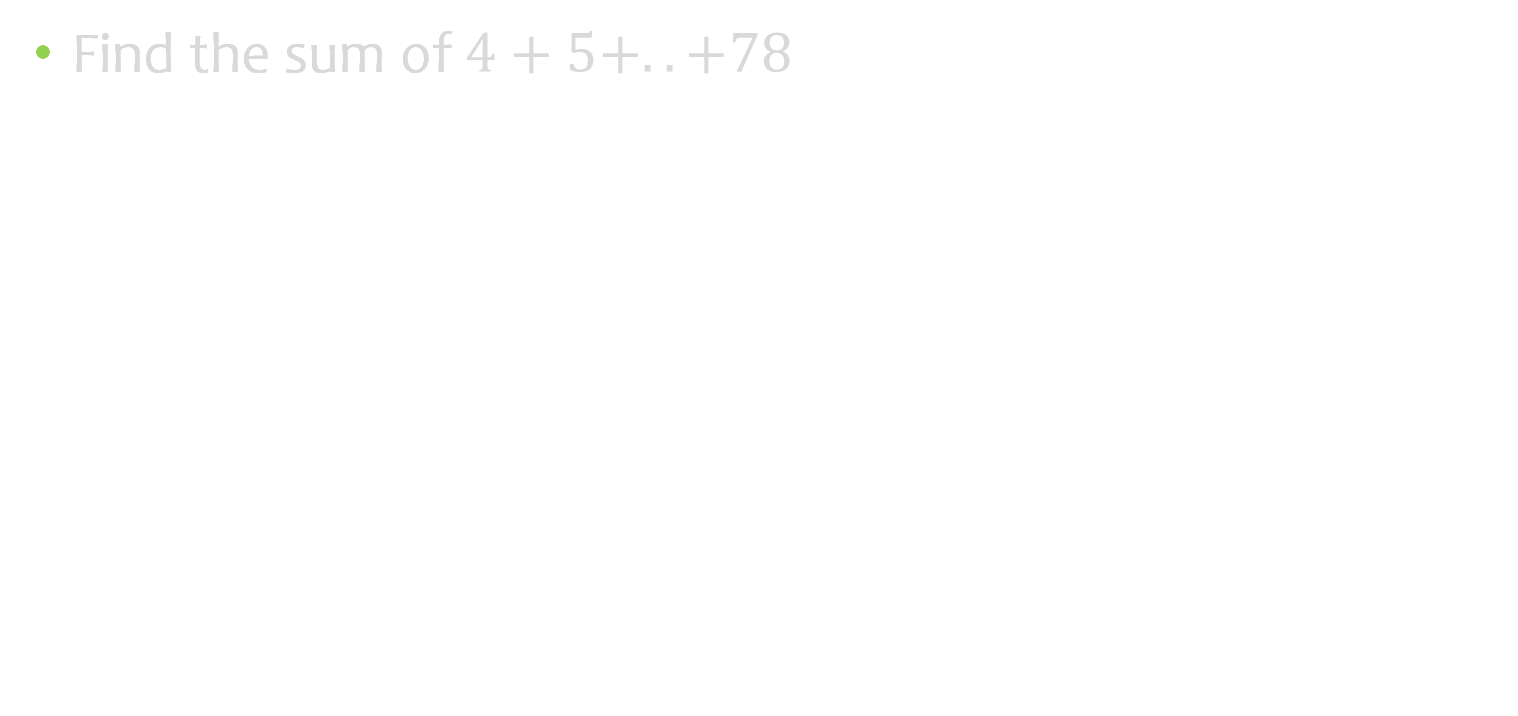 • Find the sum of 4 + 5+. . +78